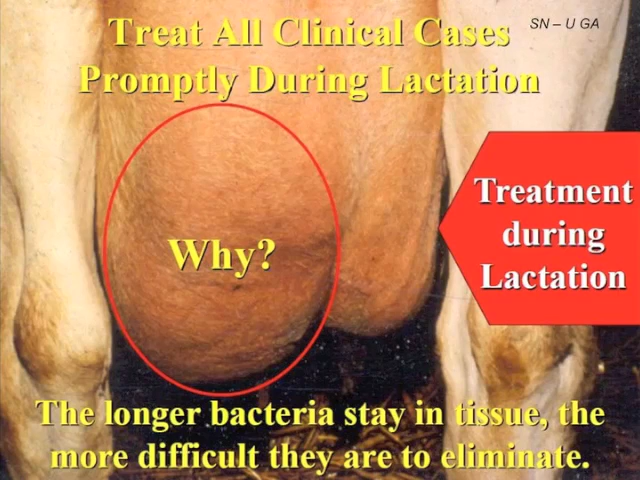 Treat All Clinical Cases
SN – U GA
Promptly During Lactation
Treatment
during
Lactation
Why?
The longer bacteria stay in tissue, the
more difficult they are to eliminate.